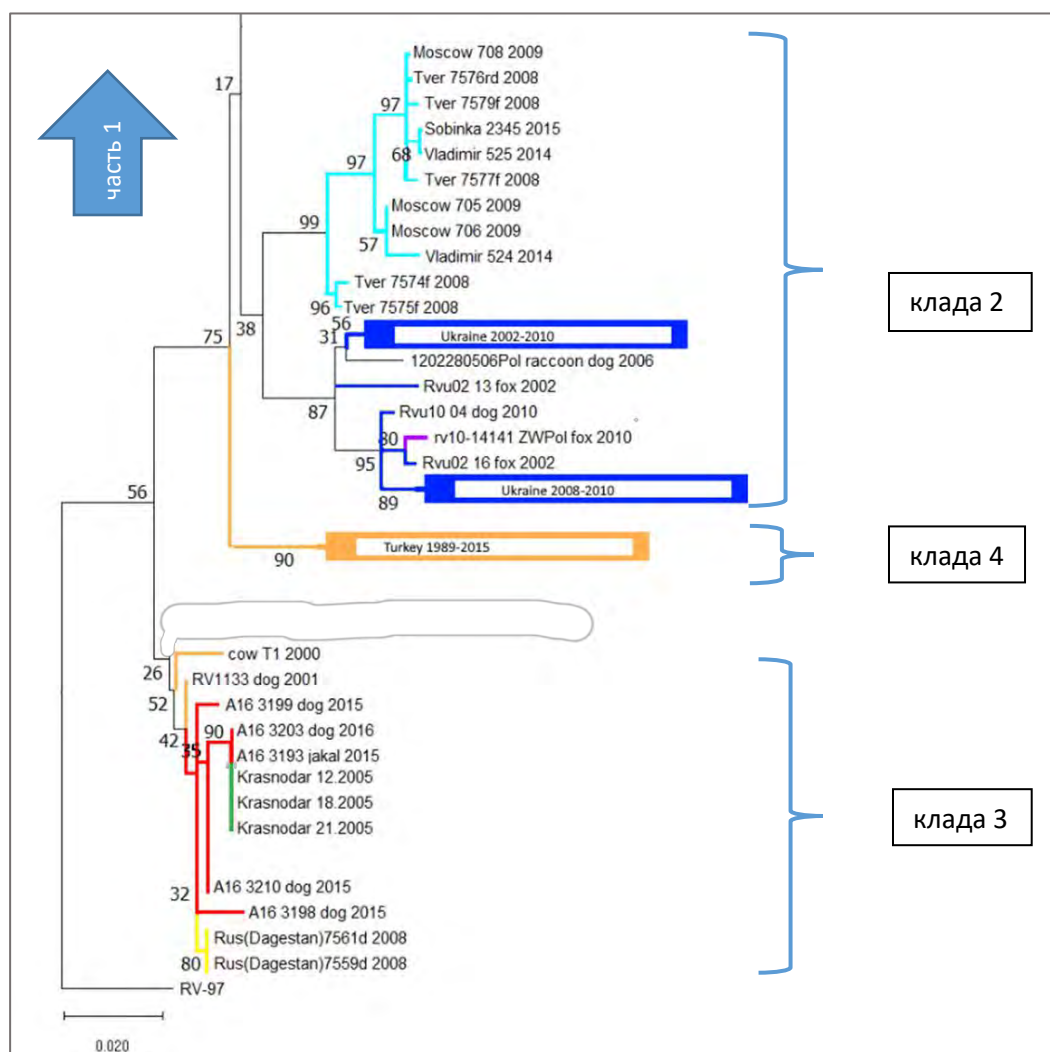 часть 1
17
Moscow 708 2009
Tver 7576rd 2008
97
Tver 7579f 2008
Sobinka 2345 2015
68
Vladimir 525 2014
97
Tver 7577f 2008
Moscow 705 2009
99
Moscow 706 2009
57
Vladimir 524 2014
Tver 7574f 2008
96
Tver 7575f 2008
клада 2
56
75
38
31
Ukraine 2002-2010
1202280506Pol raccoon dog 2006
Rvu02 13 fox 2002
87
Rvu10 04 dog 2010
80
rv10-14141 ZWPol fox 2010
95
Rvu02 16 fox 2002
56
89
Ukraine 2008-2010
90
Turkey 1989-2015
клада 4
cow T1 2000
26
RV1133 dog 2001
52
A16 3199 dog 2015
42
35
90
A16 3203 dog 2016
A16 3193 jakal 2015
Krasnodar 12.2005
Krasnodar 18.2005
клада 3
Krasnodar 21.2005
32
A16 3210 dog 2015
A16 3198 dog 2015
Rus(Dagestan)7561d 2008
80
Rus(Dagestan)7559d 2008
RV-97
0.020